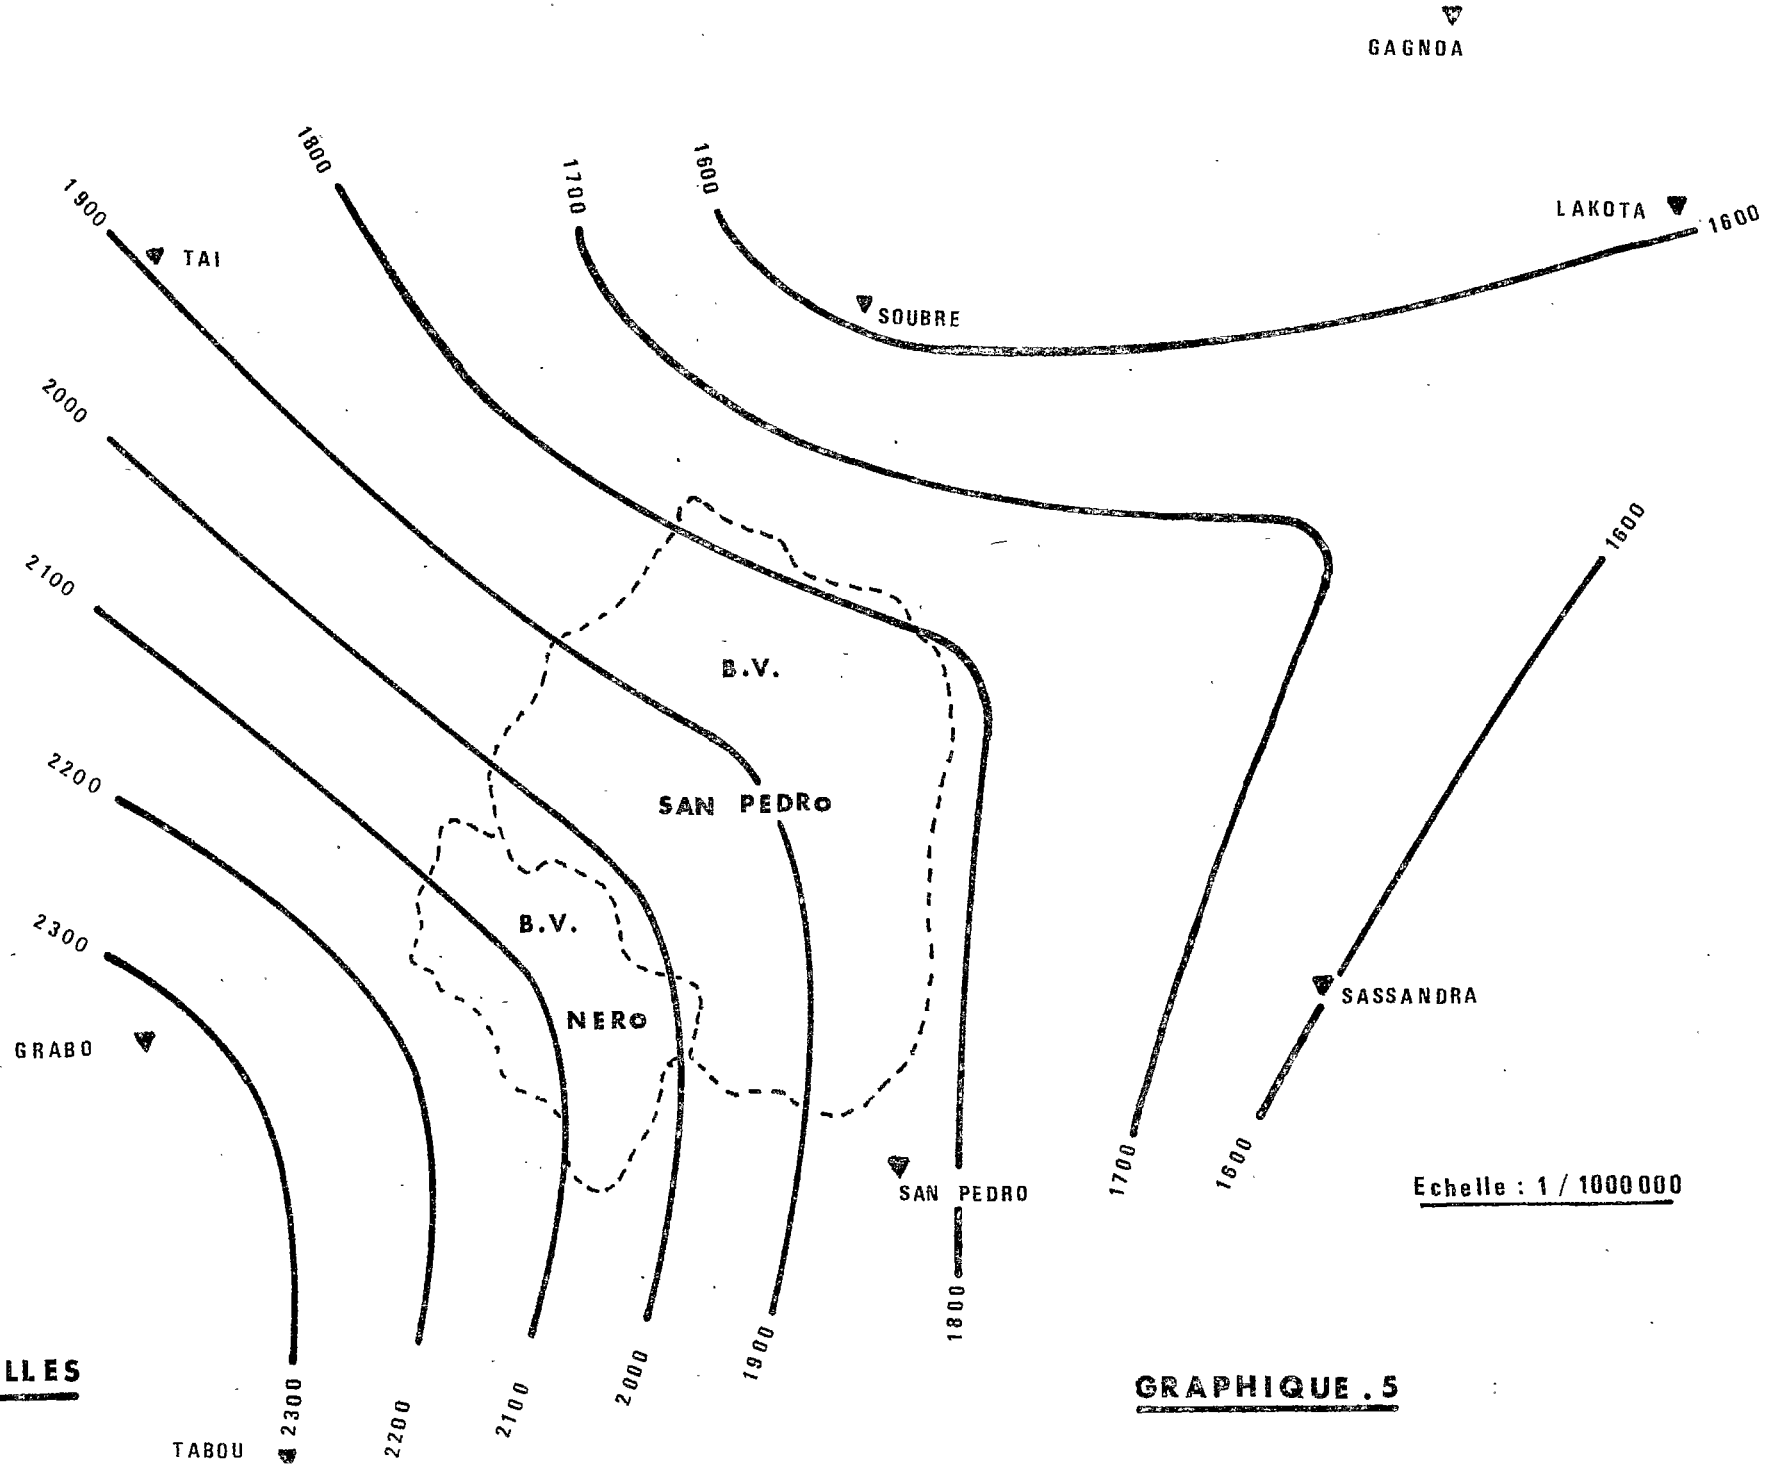 GAGNOA
1800
1700
1600
1900
TAI
LAKOTA
1600
SOUBRE
2000
1600
2100
B.V.
2200
SAN PEDRO
B.V.
2300
NERO
SASSANDRA
GRABO
1700
1600
SAN PEDRO
Echelle : 1 / 1000000
1800
1900
2000
2100
2200
2300
LLES
GRAPHIQUE . 5
TABOU